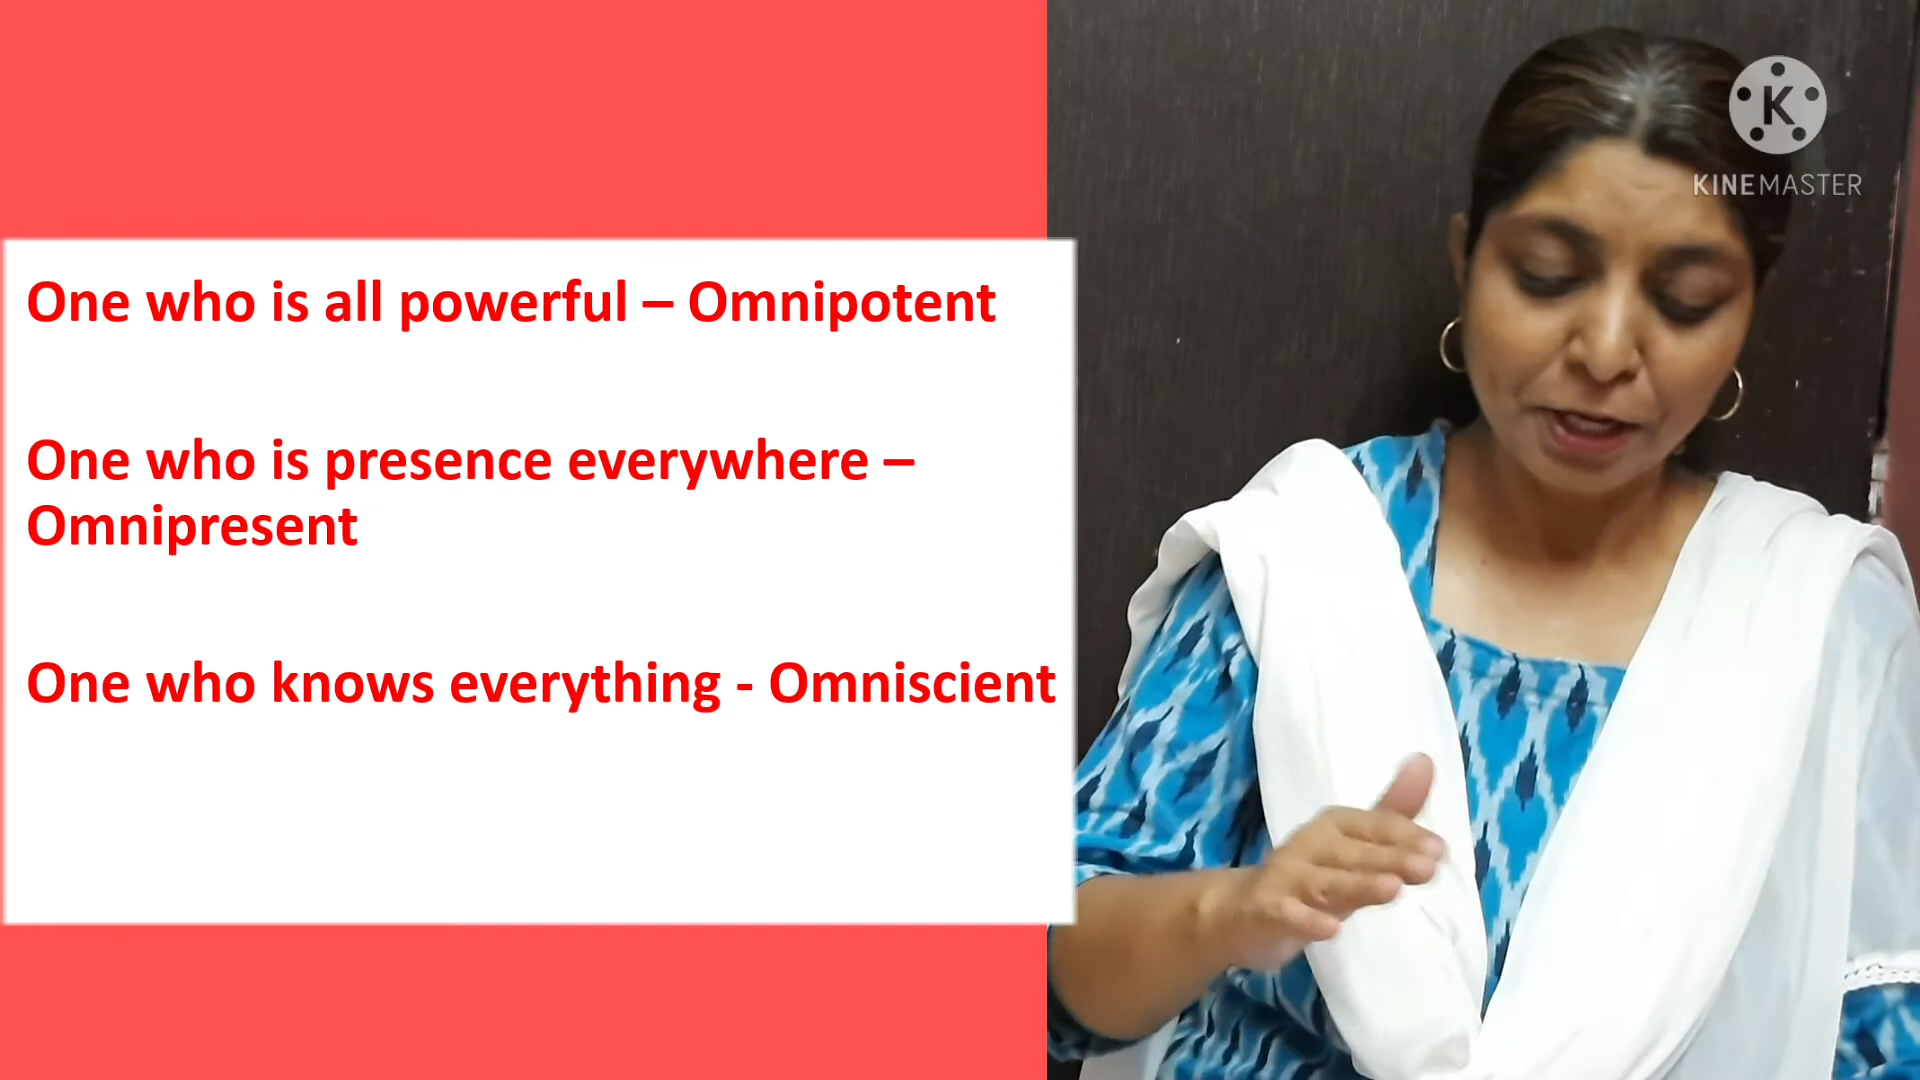 One who is all powerful – Omnipotent
One who is presence everywhere –
Omnipresent
One who knows everything - Omniscient
K
KINEMASTER